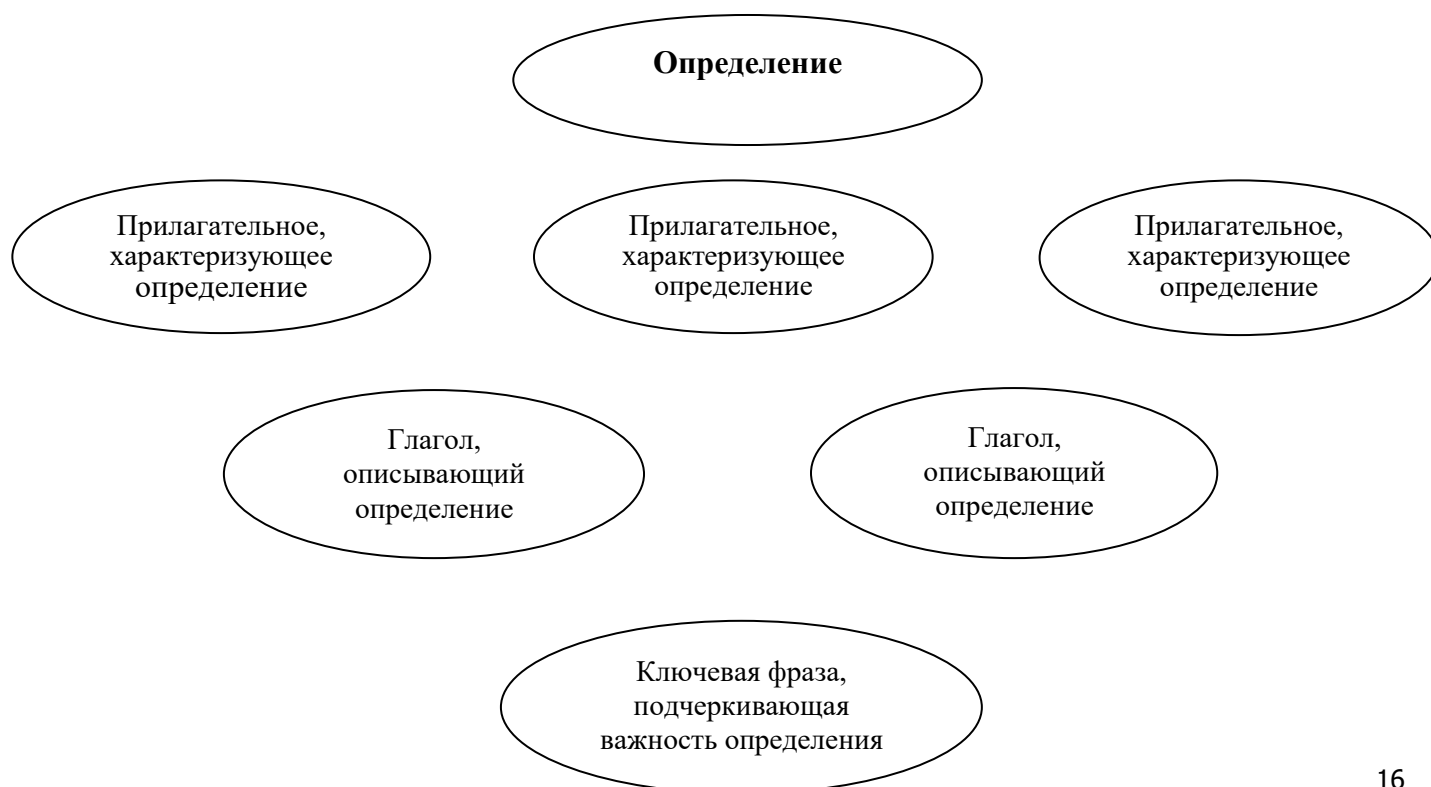 Определение
Прилагательное,
характеризующее
определение
Прилагательное,
характеризующее
определение
Прилагательное,
характеризующее
определение
Глагол,
описывающий
определение
Глагол,
описывающий
определение
Ключевая фраза,
подчеркивающая
важность определения
16